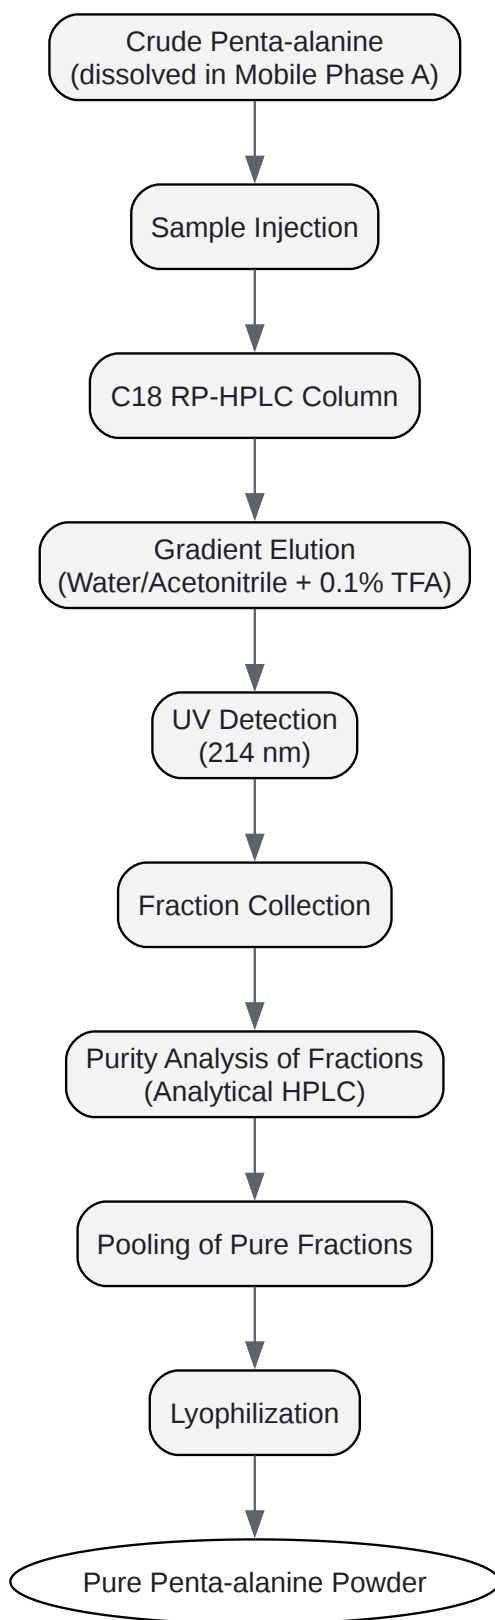 Crude Penta-alanine
(dissolved in Mobile Phase A)
Sample Injection
C18 RP-HPLC Column
Gradient Elution
(Water/Acetonitrile + 0.1% TFA)
UV Detection
(214 nm)
Fraction Collection
Purity Analysis of Fractions
(Analytical HPLC)
Pooling of Pure Fractions
Lyophilization
Pure Penta-alanine Powder